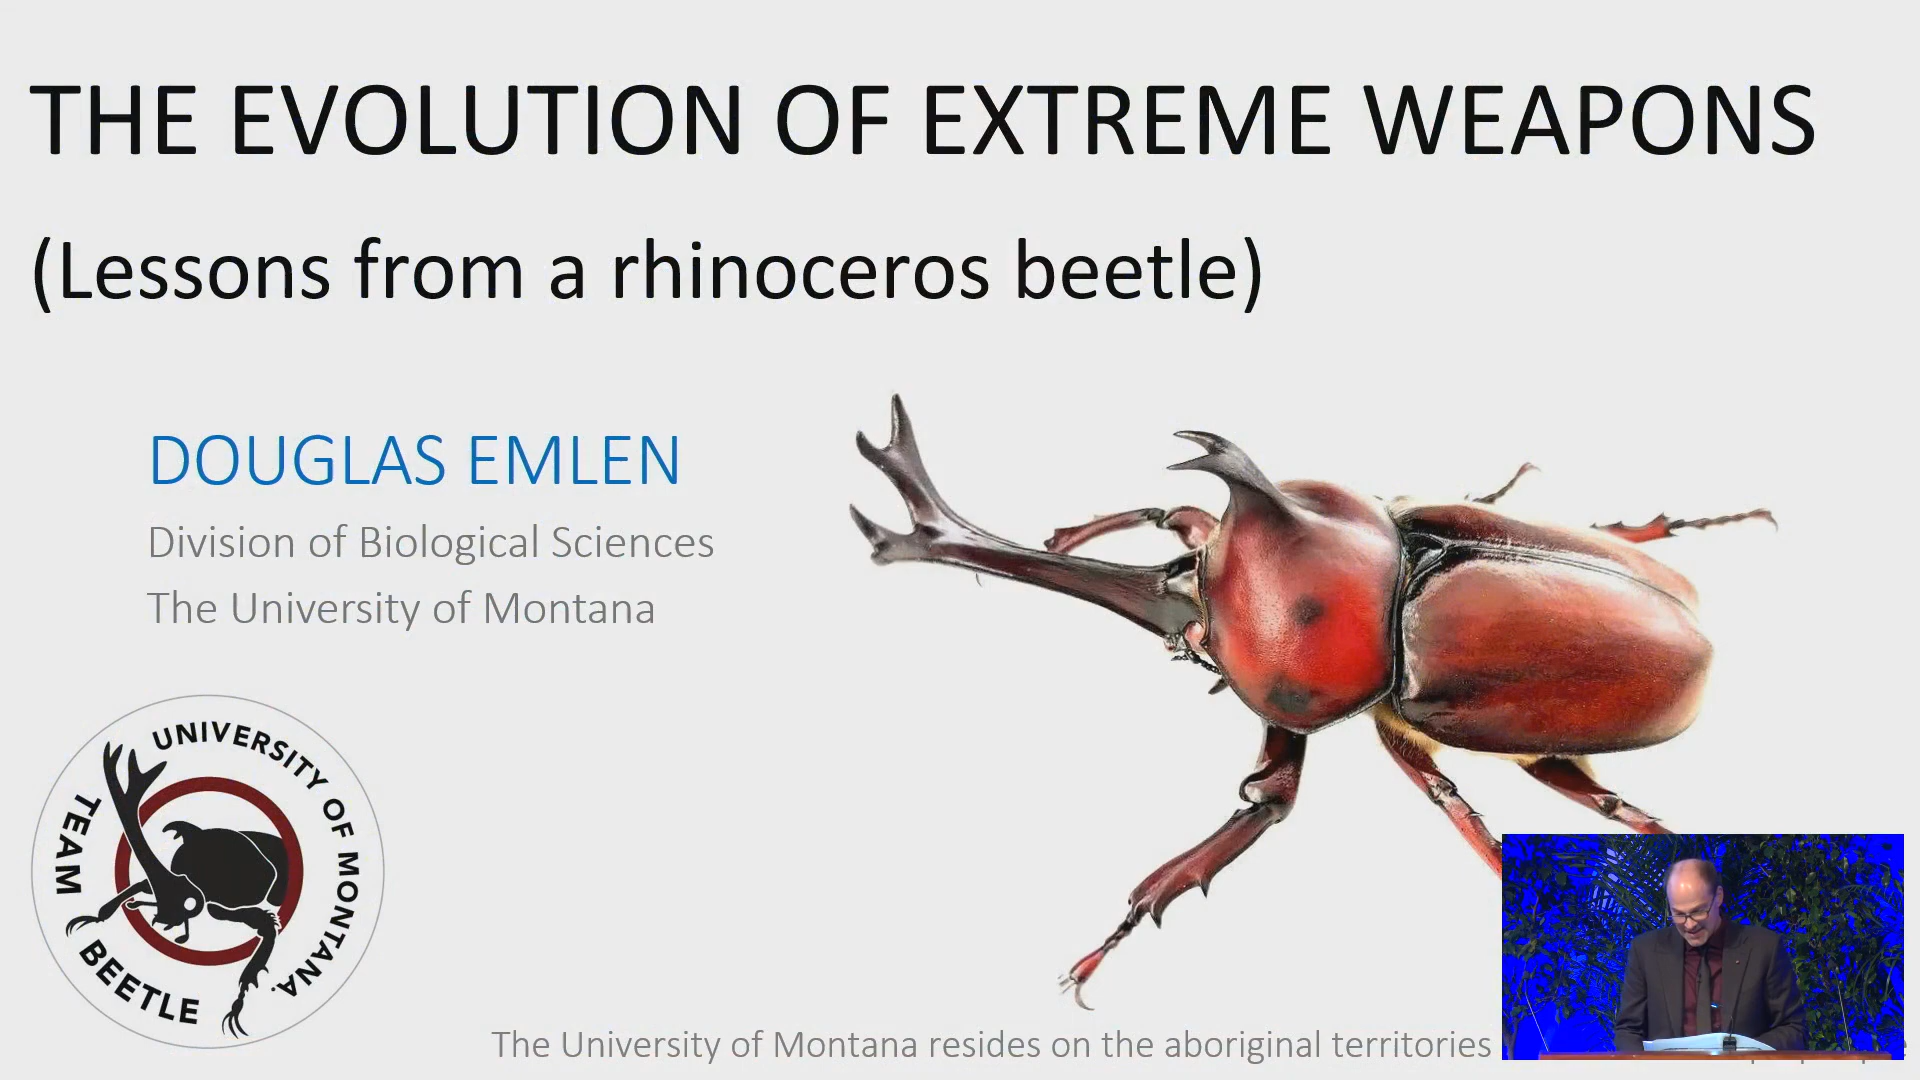 THE EVOLUTION OF EXTREME WEAPONS
(Lessons from a rhinoceros beetle)
DOUGLAS EMLEN
Division of Biological Sciences
The University of Montana
UNIVERSITY OF MONTANA.
TEAM BEETLE
The University of Montana resides on the aboriginal territories